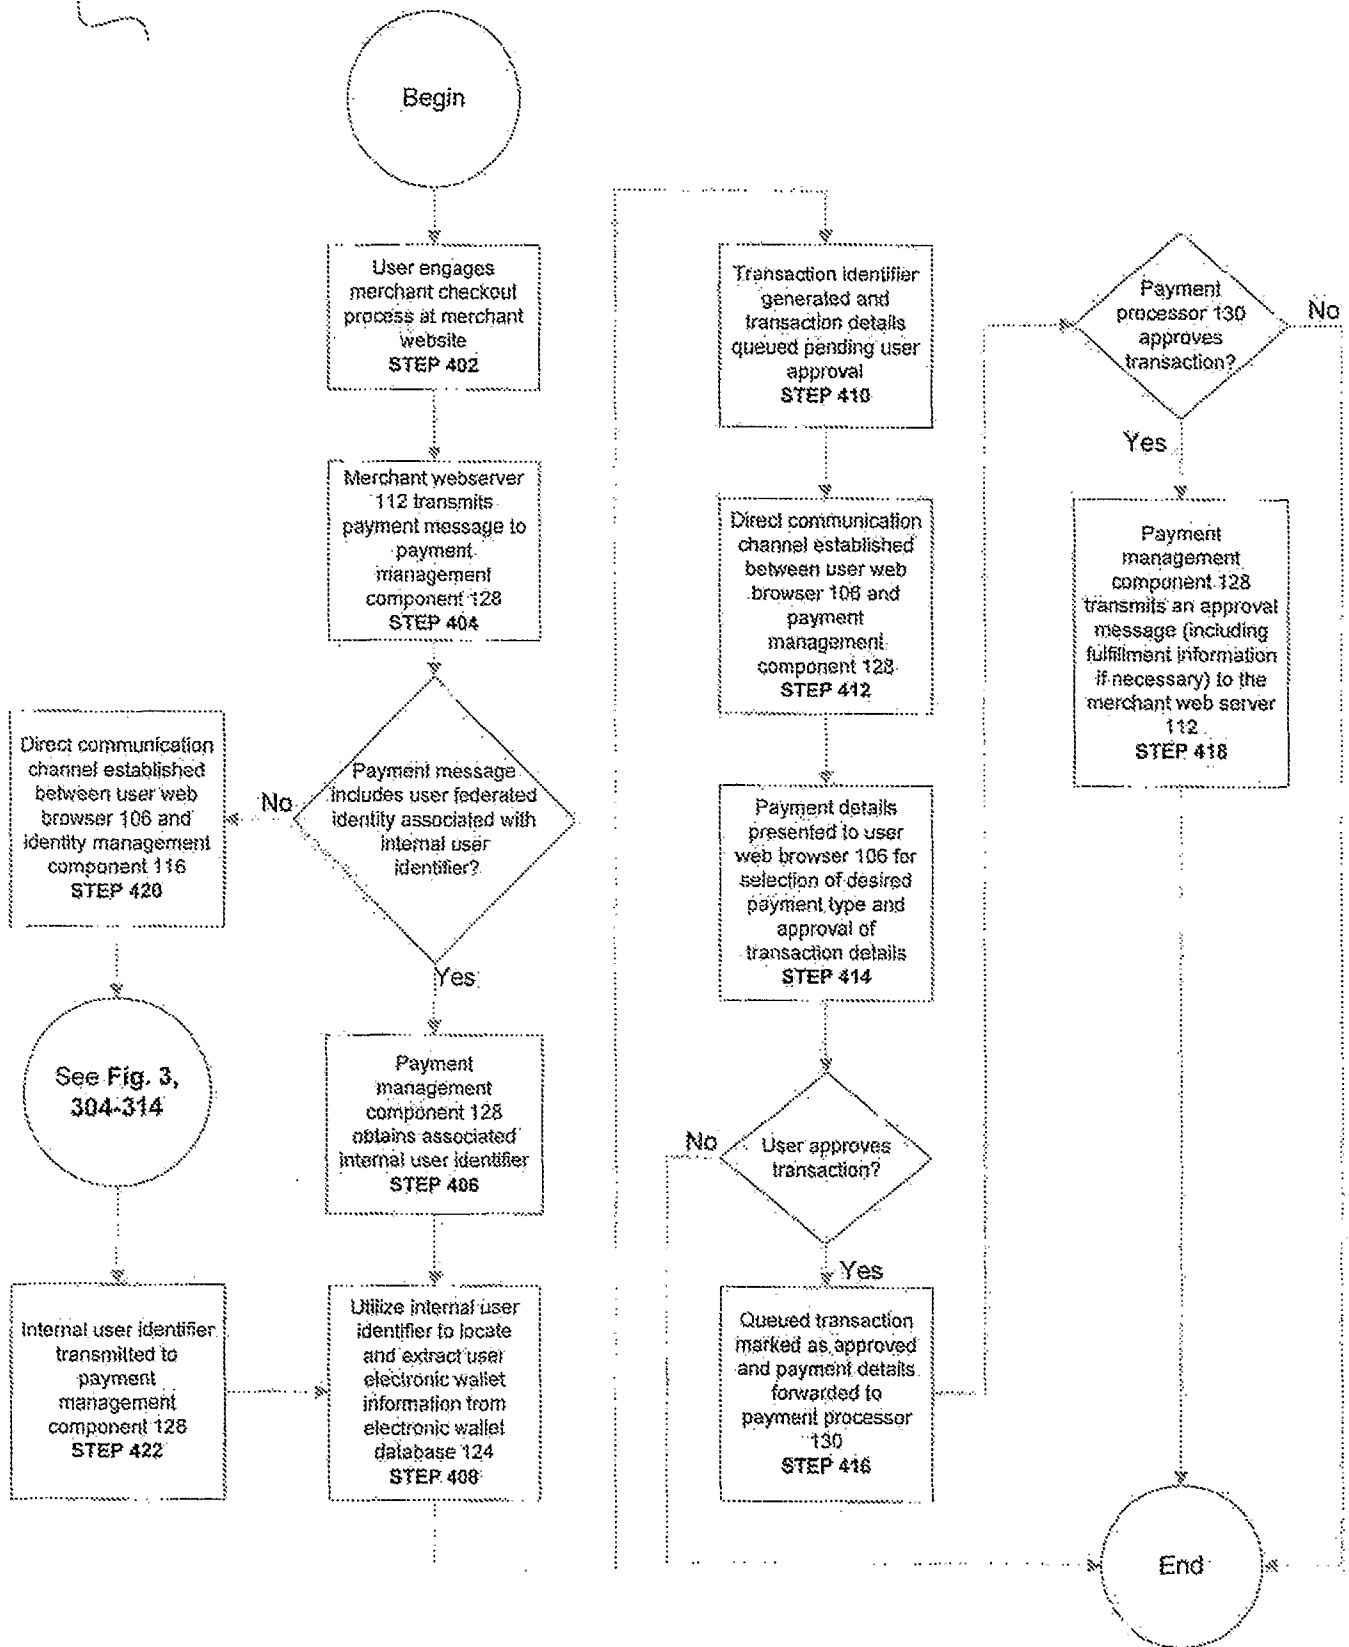 Begin
User engages
merchant checkout
process at merchant
website
STEP 402
Merchant webserver
112 transmits
payment message to
payment
management
component 128
STEP 404
Payment message
includes user federated
identity associated with
internal user
identifier?
No
Yes
Direct communication
channel established
between user web
browser 106 and
identity management
component 116
STEP 420
See Fig. 3,
304-314
Internal user identifier
transmitted to
payment
management
component 128
STEP 422
Payment
management
component 128
obtains associated
internal user identifier
STEP 406
Utilize internal user
identifier to locate
and extract user
electronic wallet
information from
electronic wallet
database 124
STEP 408
Transaction identifier
generated and
transaction details
queued pending user
approval
STEP 410
Direct communication
channel established
between user web
browser 106 and
payment
management
component 128
STEP 412
Payment details
presented to user
web browser 106 for
selection of desired
payment type and
approval of
transaction details
STEP 414
User approves
transaction?
No
Yes
Queued transaction
marked as approved
and payment details
forwarded to
payment processor
130
STEP 416
Payment
processor 130
approves
transaction?
No
Yes
Payment
management
component 128
transmits an approval
message (including
fulfillment information
if necessary) to the
merchant web server
112
STEP 418
End